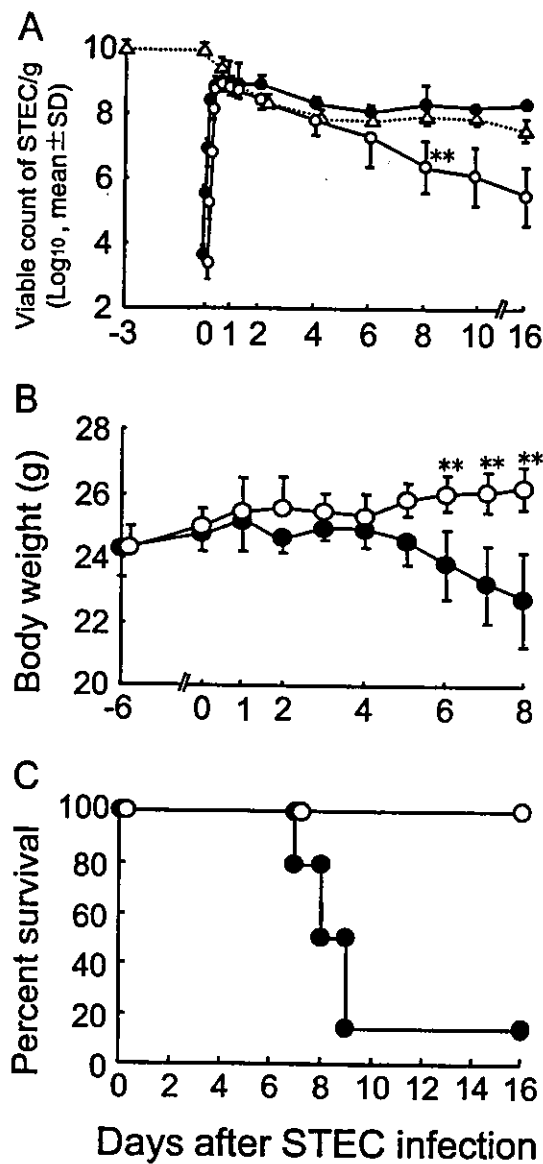 A
Viable count of STEC/g
(Log10, mean±SD)
10
8
6
4
2
**
-3 0 1 2 4 6 8 10 16
B
Body weight (g)
28
26
24
22
20
** ** **
-6 0 1 2 4 6 8
C
Percent survival
100
80
60
40
20
0
0 2 4 6 8 10 12 14 16
Days after STEC infection